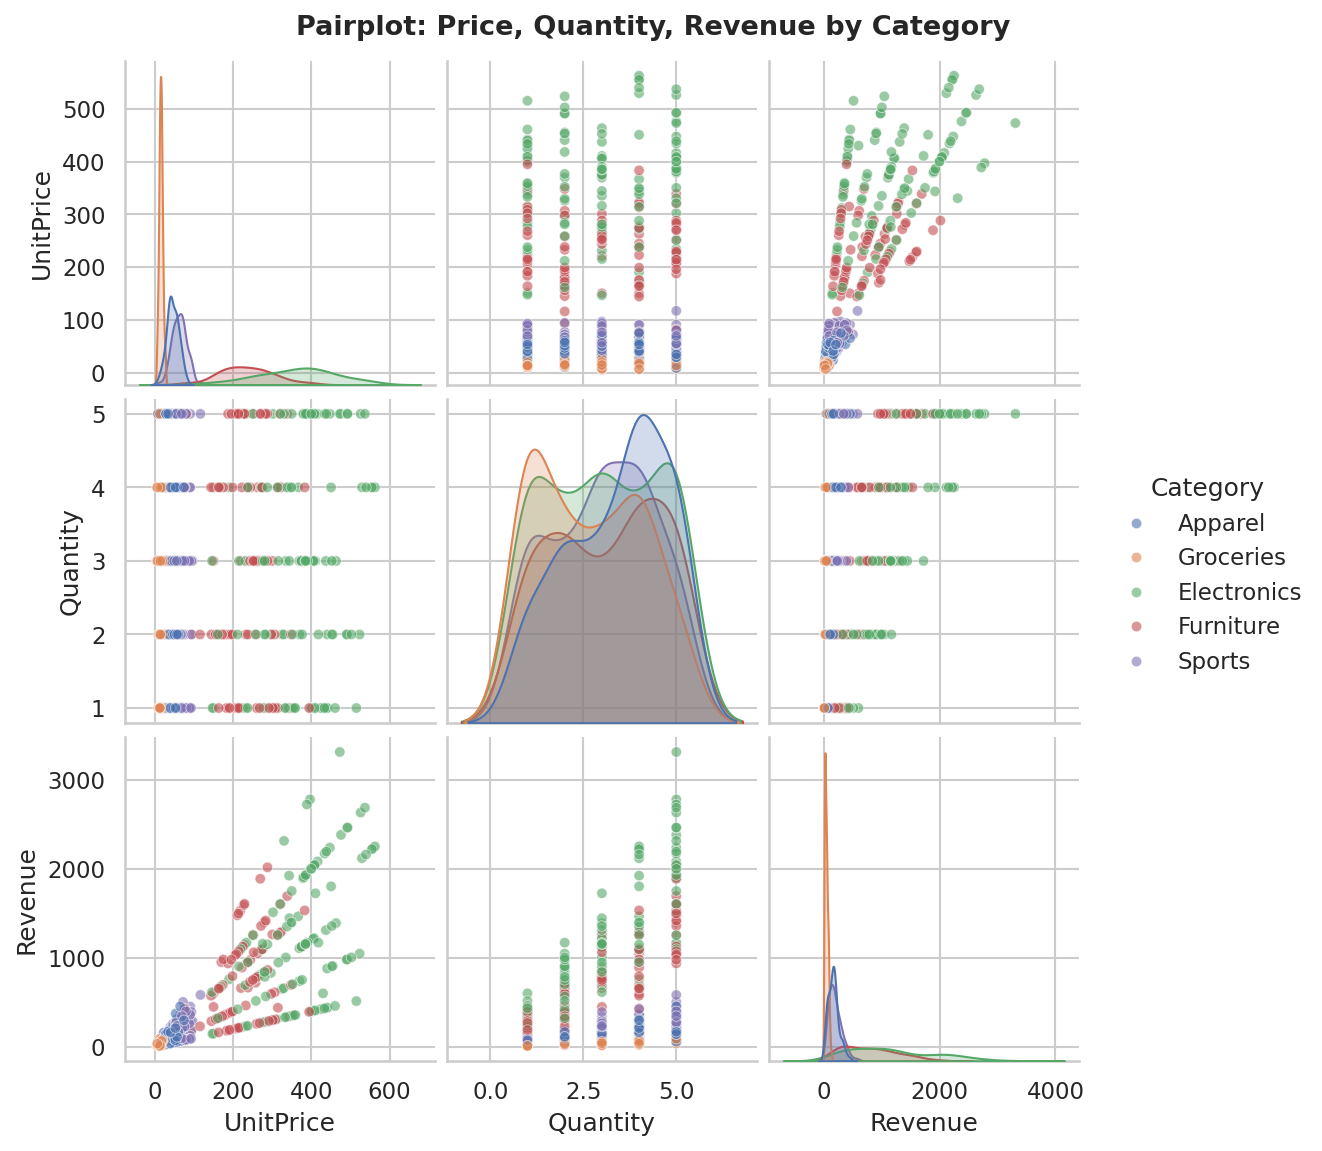 Pairplot: Price, Quantity, Revenue by Category
500
400
300
200
100
0
UnitPrice
5
4
3
2
1
Quantity
3000
2000
1000
0
Revenue
0 200 400 600
UnitPrice
0.0 2.5 5.0
Quantity
0 2000 4000
Revenue
Category
Apparel
Groceries
Electronics
Furniture
Sports